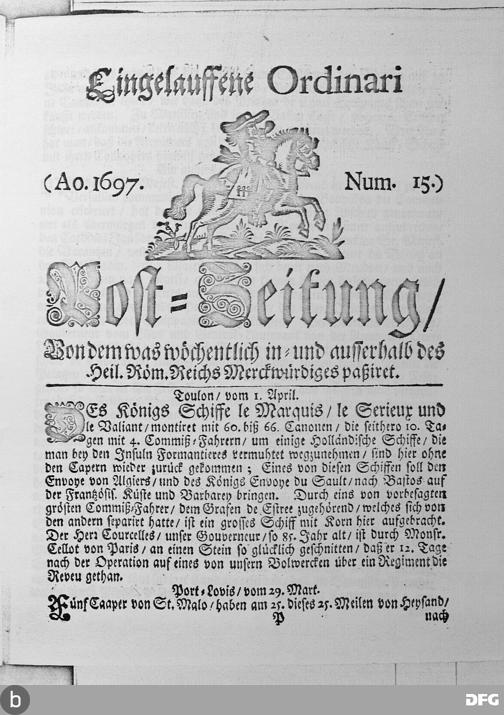 Eingelauffene Ordinari
(Ao. 1697. Num. 15.)
Post-Zeitung/
Von dem was wöchentlich in- und ausserhalb des
Heil. Röm. Reichs Merckwürdiges paßiret.
Toulon/ vom 1. April.
DEs Königs Schiffe le Marquis/ le Serieux und
le Valiant/ montiret mit 60. biß 66. Canonen/ die seithero 10. Ta-
gen mit 4. Commiß-Fahrern/ um einige Holländische Schiffe/ die
man bey den Insuln Formantieres vermuhtet wegzunehmen/ sind hier ohne
den Capern wieder zurück gekommen; Eines von diesen Schiffen soll den
Envoye von Algiers/ und des Königs Envoye du Sault/ nach Bastos auf
der Frantzösis. Küste und Barbarey bringen. Durch eins von vorbesagten
grösten Commiß-Fahrer/ dem Grafen de Estree zugehörend/ welches sich von
den andern separiret hatte/ ist ein grosses Schiff mit Korn hier aufgebracht.
Der Herr Courcelles/ unser Gouverneur/ so 85. Jahr alt/ ist durch Monsr.
Collot von Paris/ an einen Stein so glücklich geschnitten/ daß er 12. Tage
nach der Operation auf eines von unsern Bolwercken über ein Regiment die
Reveu gethan.
Port-Lovis/ vom 29. Mart.
Fünf Caaper von St. Malo/ haben am 25. dieses 25. Meilen von Heysand/
P nach
b DFG